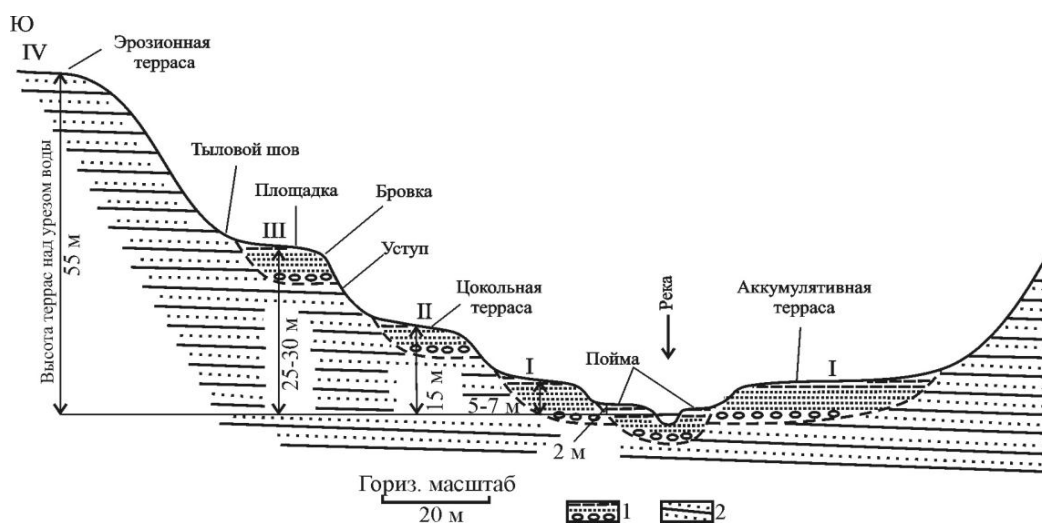 Ю
IV
Эрозионная
терраса
Тыловой шов
Площадка
Бровка
III
Уступ
Высота террас над урезом воды
55 м
25-30 м
Цокольная
терраса
II
15 м
Река
Аккумулятивная
терраса
I
Пойма
I
5-7 м
2 м
Гориз. масштаб
20 м
1
2